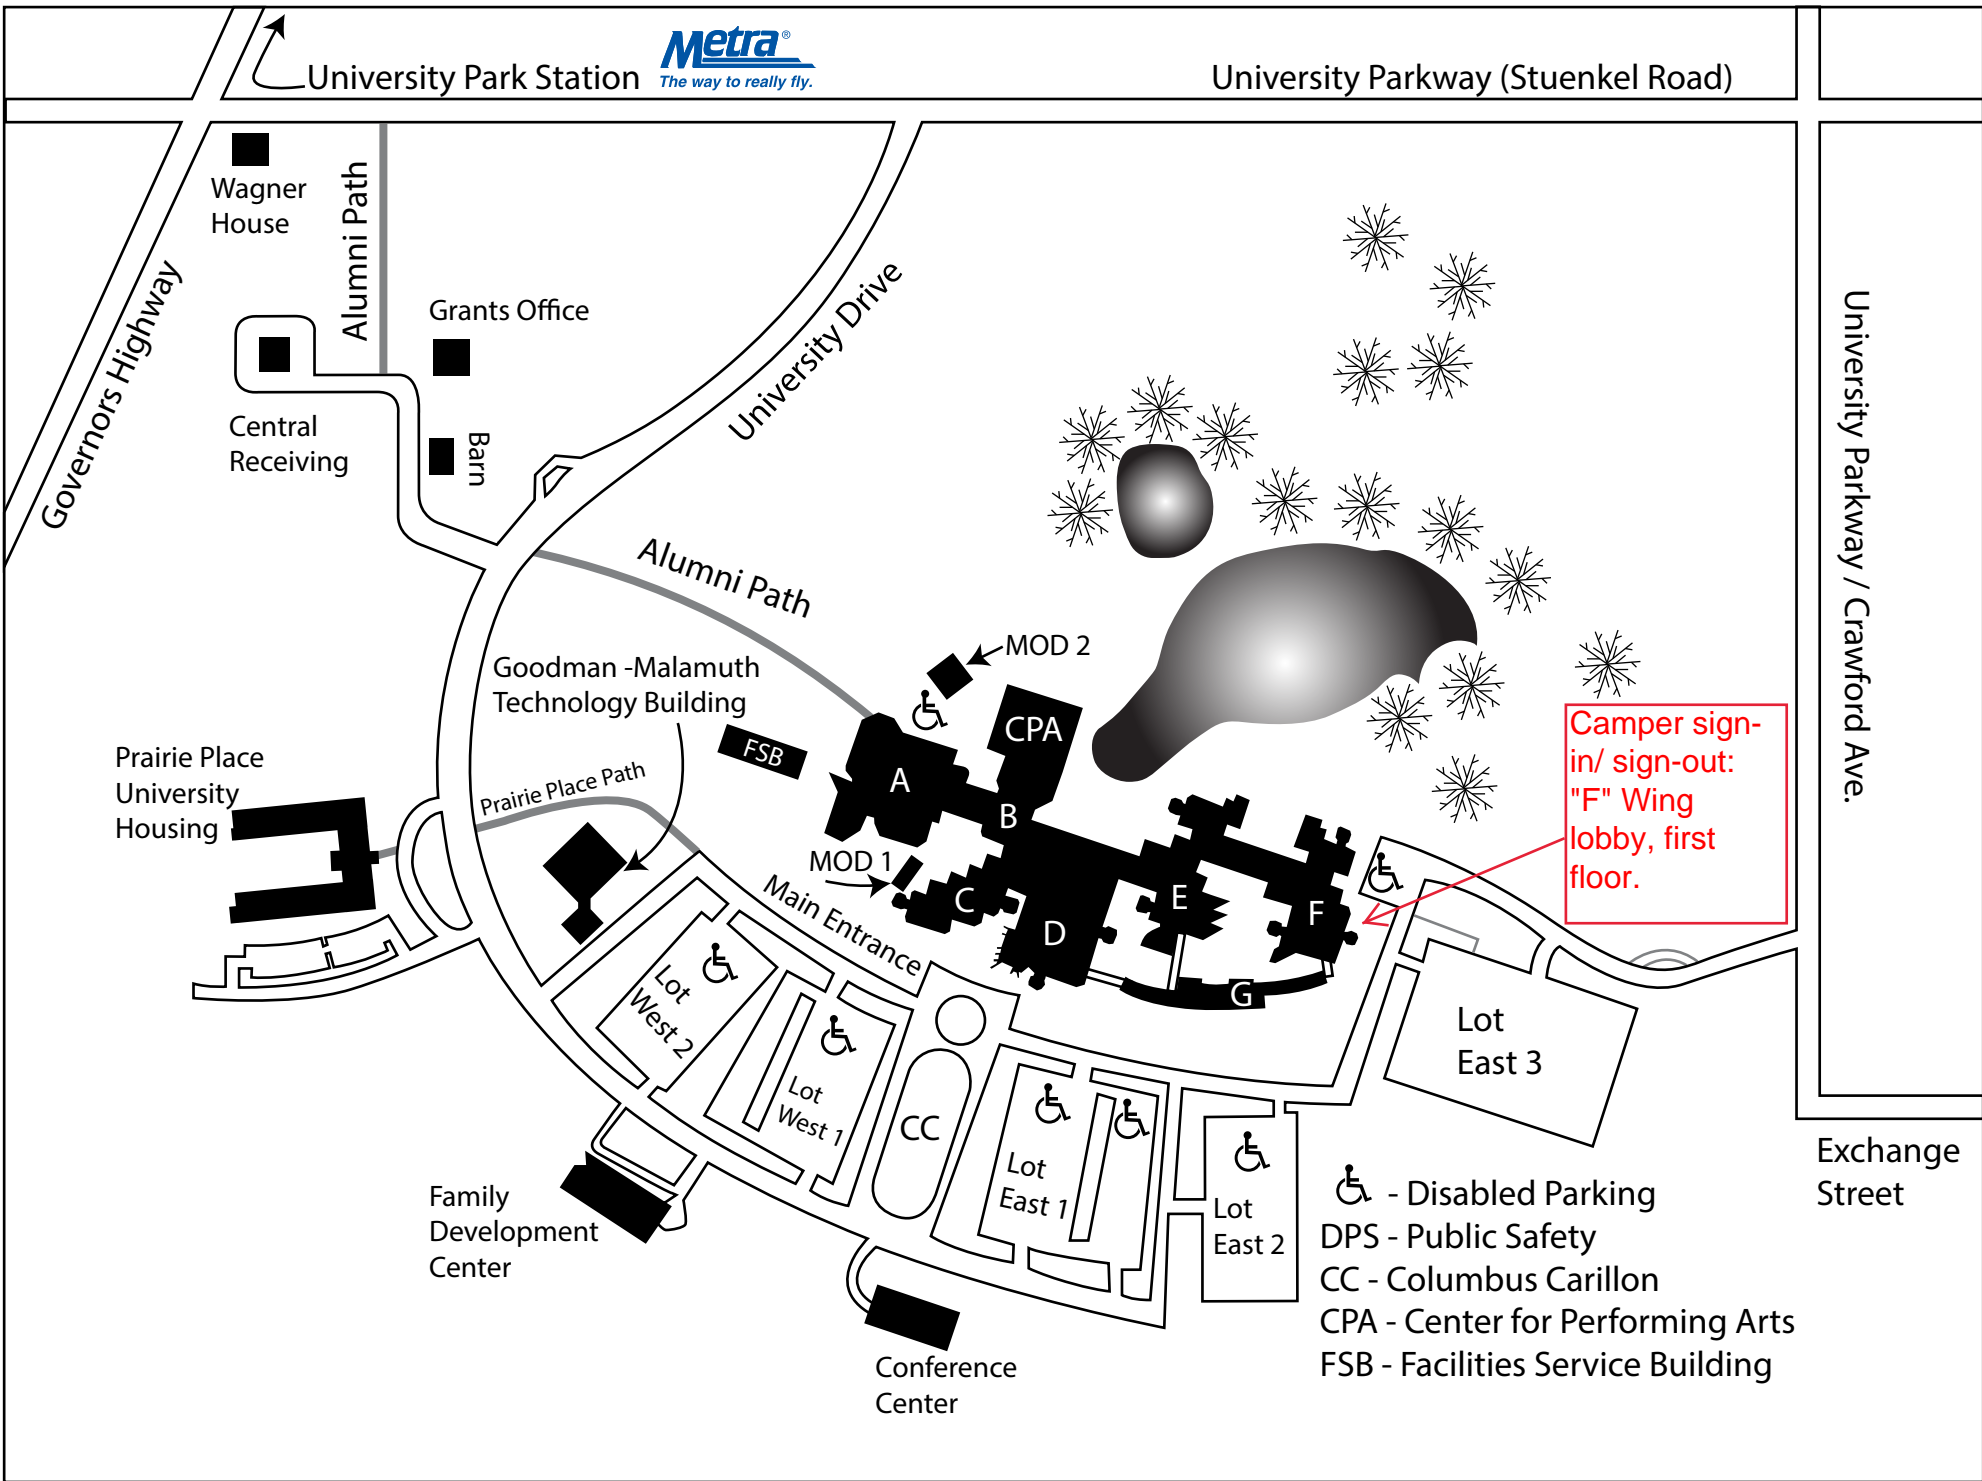 University Park Station
Metra®
The way to really fly.
University Parkway (Stuenkel Road)
Wagner
House
Alumni Path
Governors Highway
Grants Office
Central
Receiving
Barn
University Drive
University Parkway / Crawford Ave.
Alumni Path
MOD 2
Goodman -Malamuth
Technology Building
CPA
FSB
A
B
Prairie Place
University
Housing
Prairie Place Path
MOD 1
Main Entrance
C
D
E
F
G
Camper sign-
in/ sign-out:
"F" Wing
lobby, first
floor.
Lot
West 2
Lot
West 1
CC
Lot
East 1
Lot
East 2
Lot
East 3
Exchange
Street
Family
Development
Center
Conference
Center
- Disabled Parking
DPS - Public Safety
CC - Columbus Carillon
CPA - Center for Performing Arts
FSB - Facilities Service Building